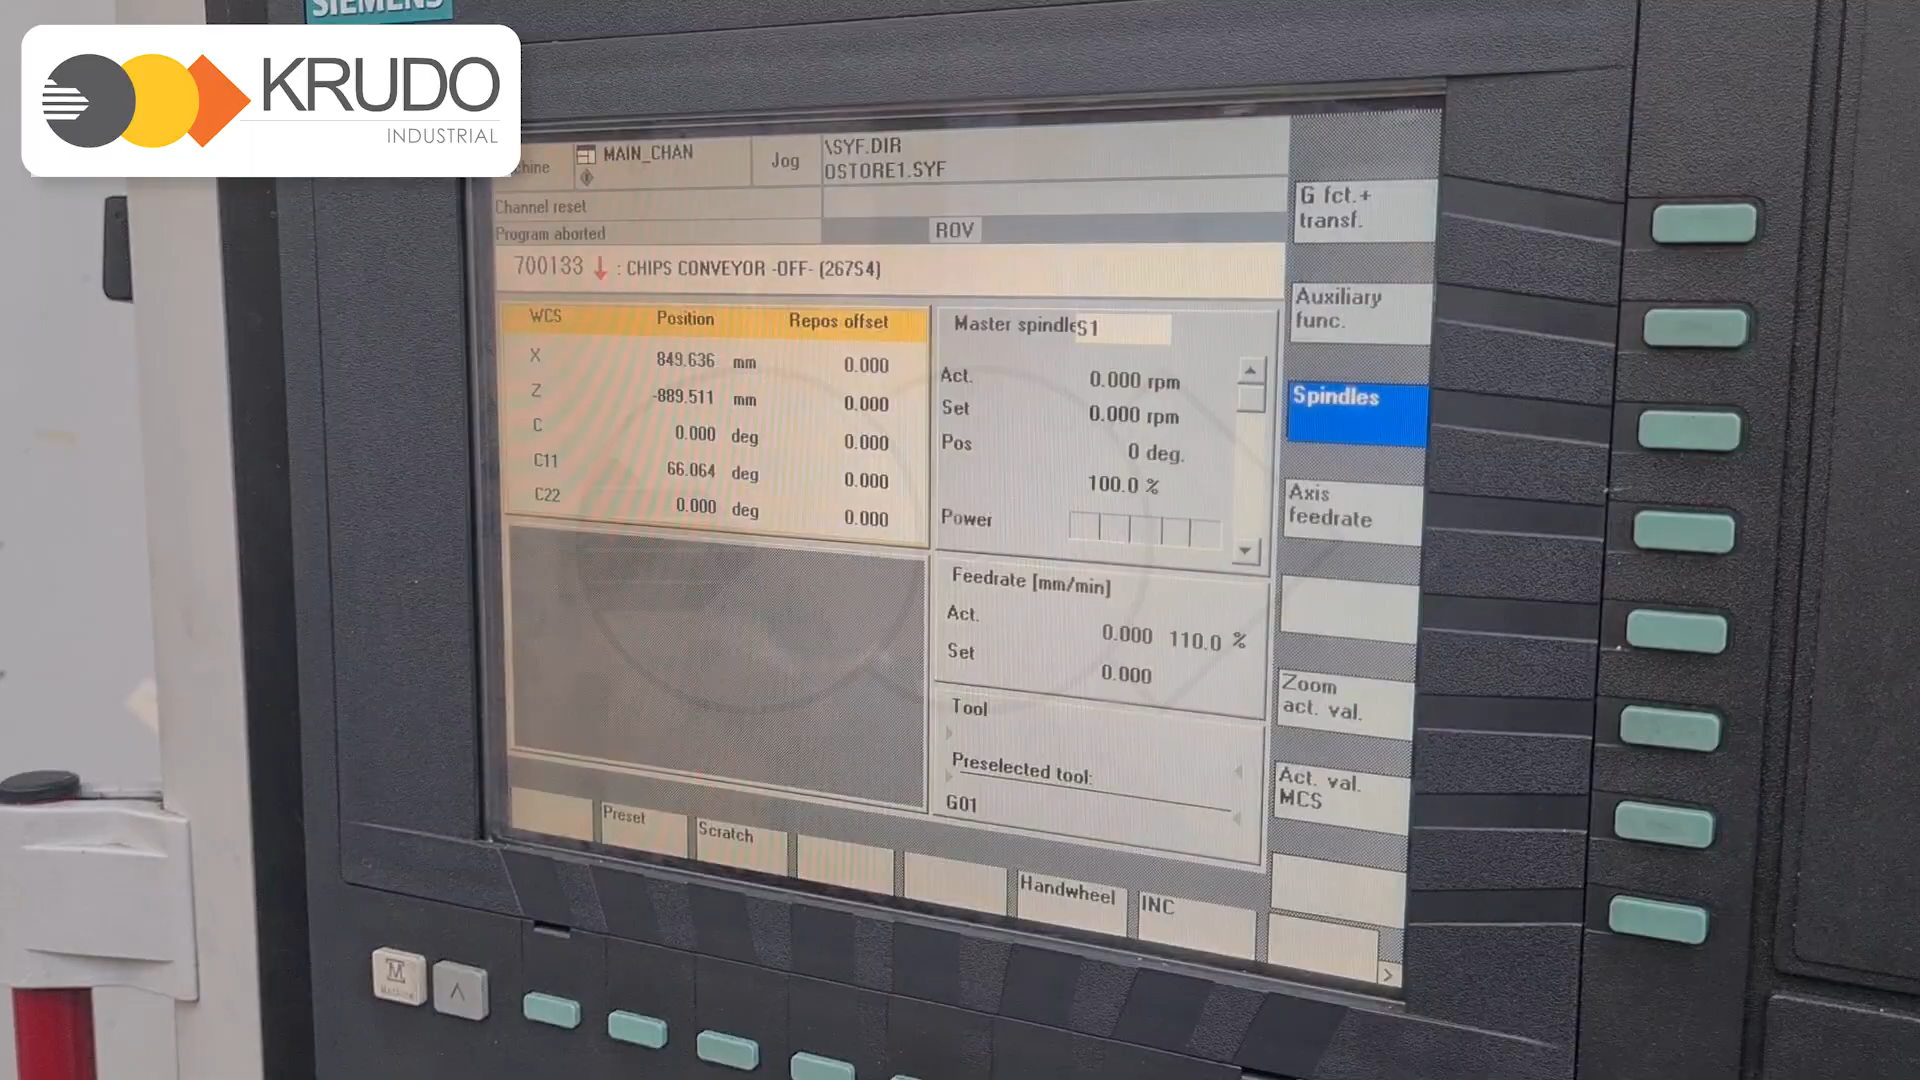 SIEMENS
KRUDO
INDUSTRIAL
MAIN_CHAN
Jog
\SYF.DIR
OSTORE1.SYF
Channel reset
Program aborted
ROV
700133 ↓ : CHIPS CONVEYOR -OFF- (267S4)
WCS Position Repos offset
X 849.636 mm 0.000
Z -889.511 mm 0.000
C 0.000 deg 0.000
C11 66.064 deg 0.000
C22 0.000 deg 0.000
Master spindle S1
Act. 0.000 rpm
Set 0.000 rpm
Pos 0 deg.
100.0 %
Power
Feedrate [mm/min]
Act. 0.000 110.0 %
Set 0.000
Tool
Preselected tool:
G01
G fct.+
transf.
Auxiliary
func.
Spindles
Axis
feedrate
Zoom
act. val.
Act. val.
MCS
Preset
Scratch
Handwheel
INC
>
M
Machine